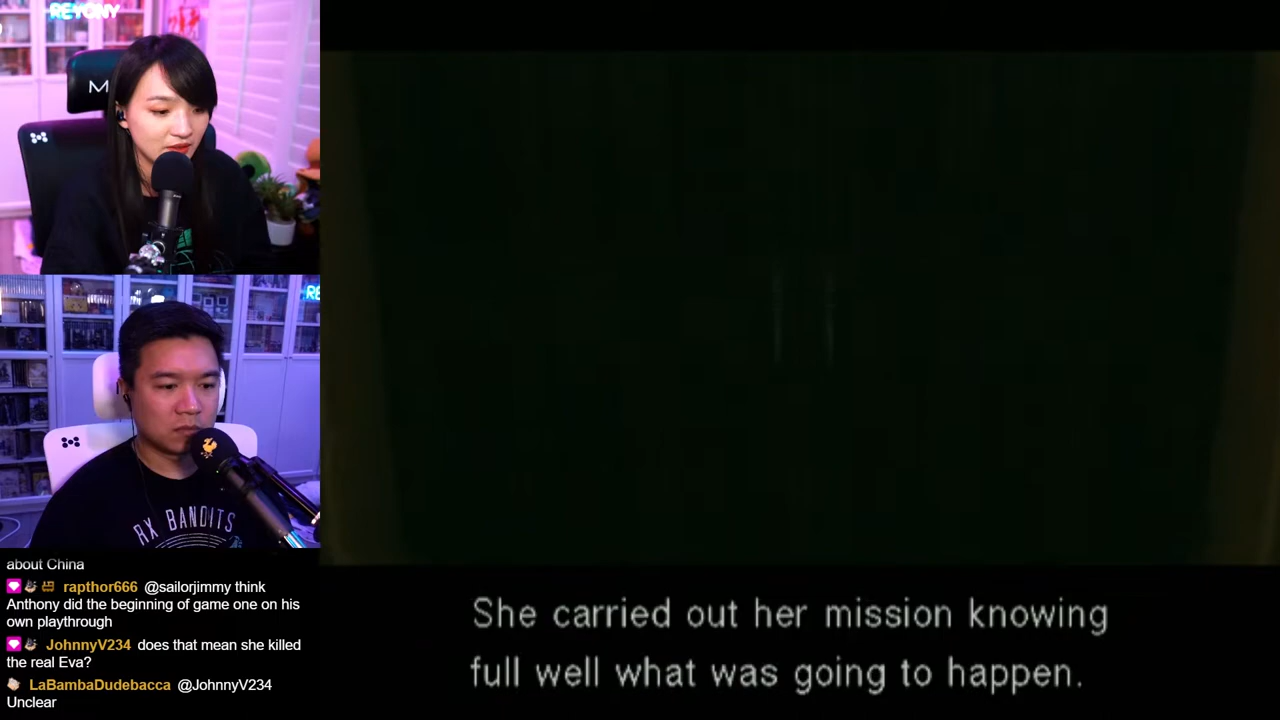 REYONY
M
RE
RX BANDITS
about China
rapthor666 @sailorjimmy think
Anthony did the beginning of game one on his
own playthrough
JohnnyV234 does that mean she killed
the real Eva?
LaBambaDudebacca @JohnnyV234
Unclear
She carried out her mission knowing
full well what was going to happen.